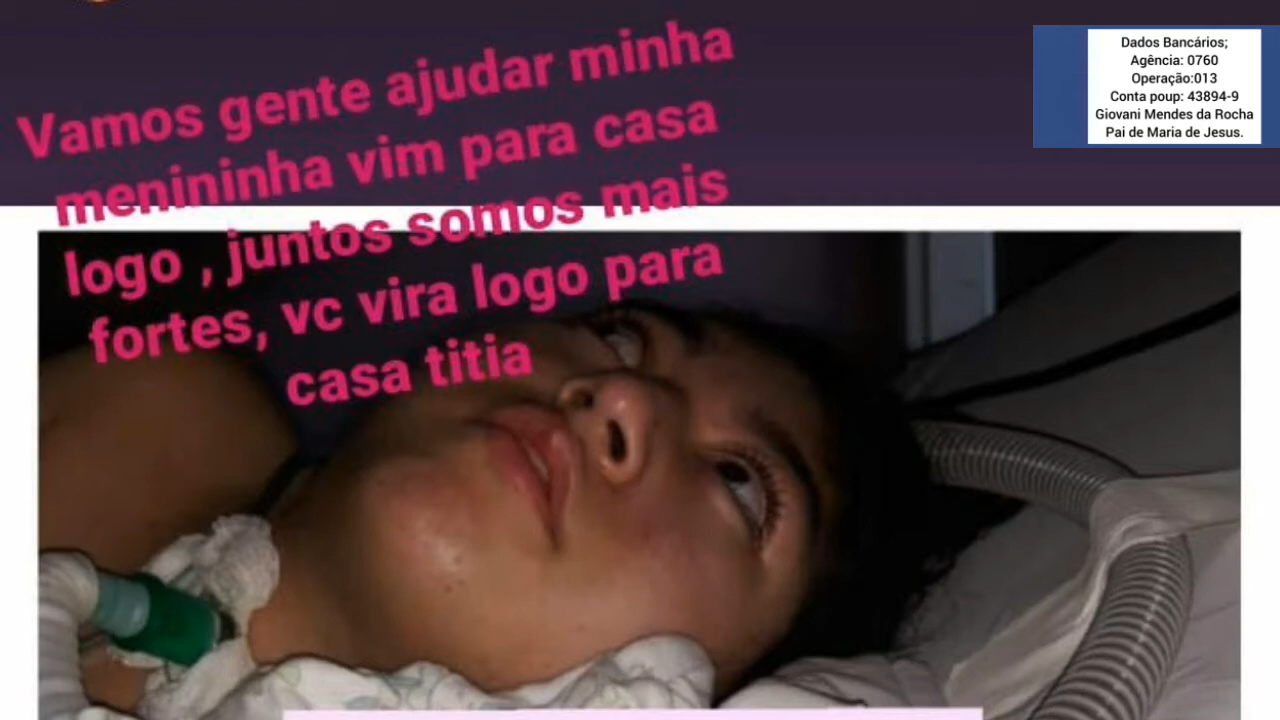 Vamos gente ajudar minha
menininha vim para casa
logo , juntos somos mais
fortes, vc vira logo para
casa titia
Dados Bancários;
Agência: 0760
Operação:013
Conta poup: 43894-9
Giovani Mendes da Rocha
Pai de Maria de Jesus.